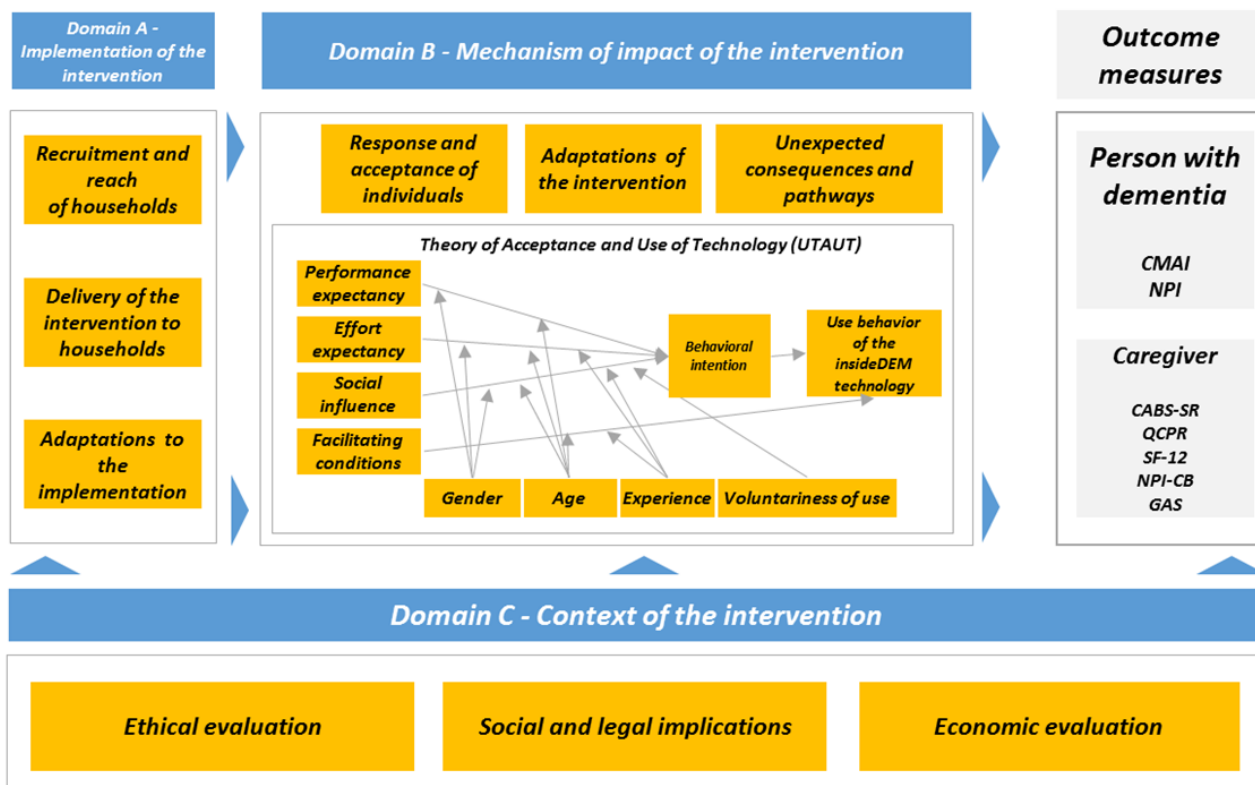 Domain A -
Implementation of the
intervention
Domain B - Mechanism of impact of the intervention
Outcome
measures
Recruitment and
reach
of households
Delivery of the
intervention to
households
Adaptations to
the
implementation
Response and
acceptance of
individuals
Adaptations of
the intervention
Unexpected
consequences and
pathways
Theory of Acceptance and Use of Technology (UTAUT)
Performance
expectancy
Effort
expectancy
Social
influence
Facilitating
conditions
Behavioral
intention
Use behavior
of the
insideDEM
technology
Gender
Age
Experience
Voluntariness of use
Person with
dementia
CMAI
NPI
Caregiver
CABS-SR
QCPR
SF-12
NPI-CB
GAS
Domain C - Context of the intervention
Ethical evaluation
Social and legal implications
Economic evaluation